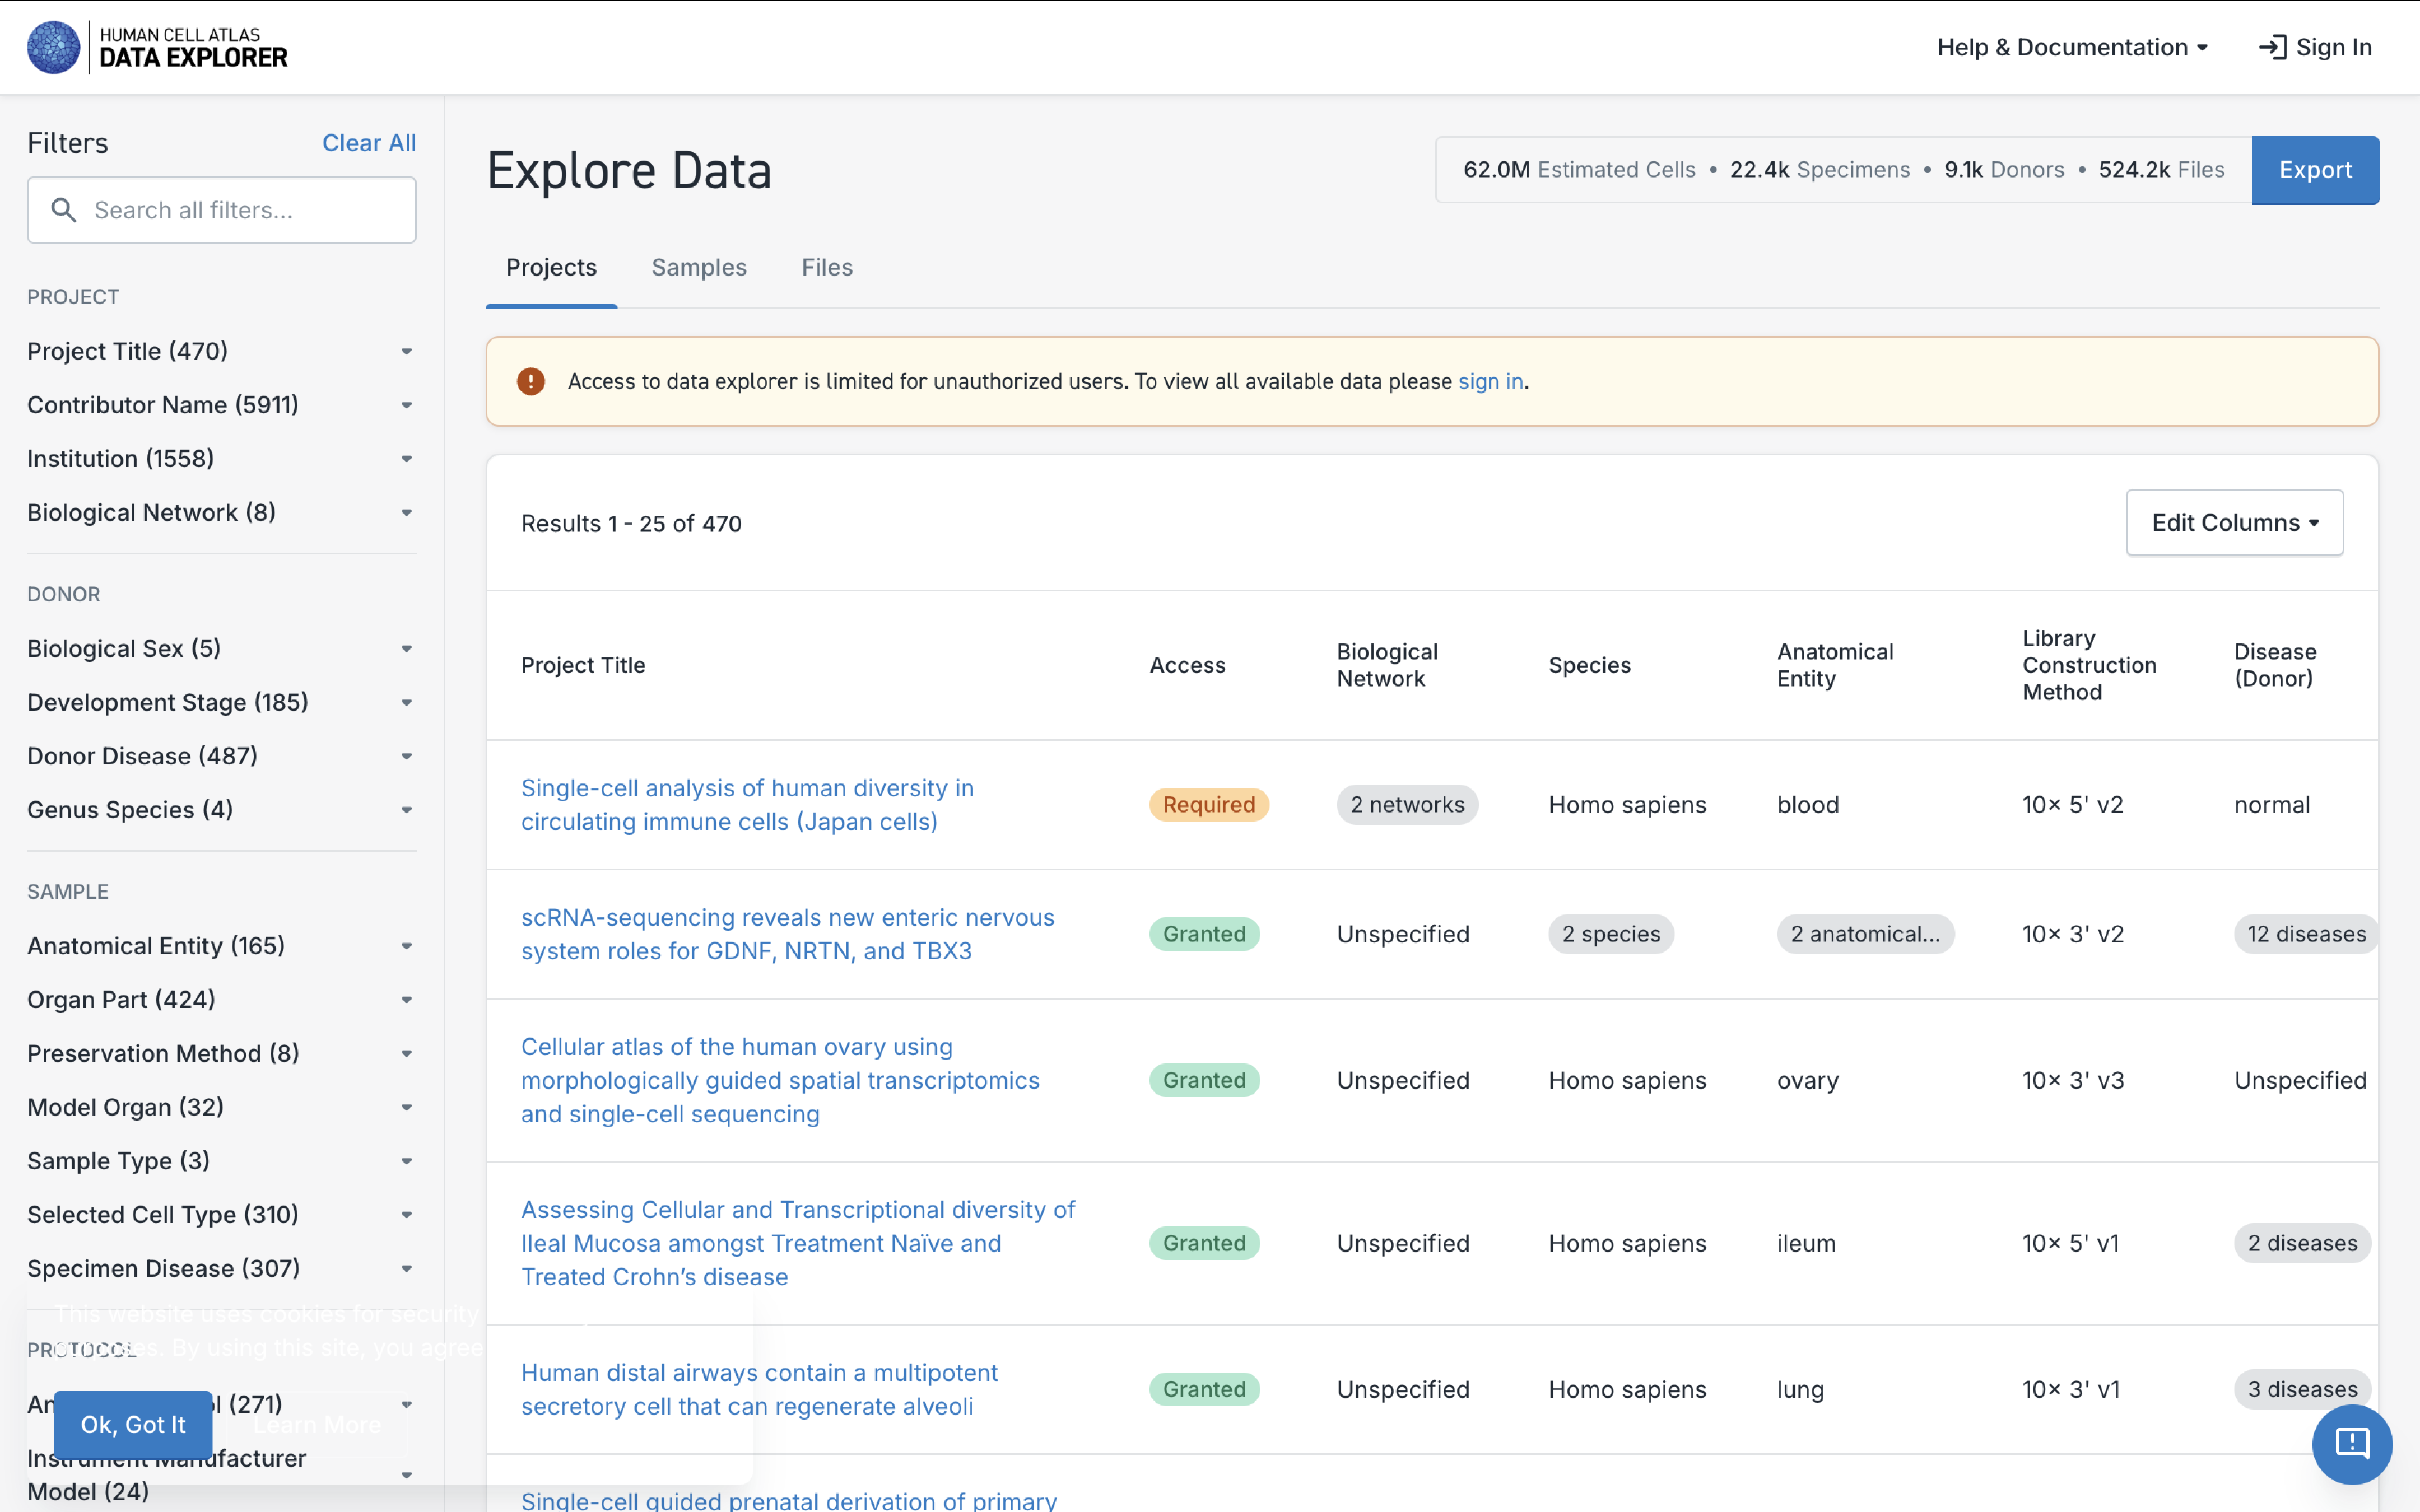 HUMAN CELL ATLAS
DATA EXPLORER
Help & Documentation
Sign In
Filters
Clear All
Search all filters...
PROJECT
Project Title (470)
Contributor Name (5911)
Institution (1558)
Biological Network (8)
DONOR
Biological Sex (5)
Development Stage (185)
Donor Disease (487)
Genus Species (4)
SAMPLE
Anatomical Entity (165)
Organ Part (424)
Preservation Method (8)
Model Organ (32)
Sample Type (3)
Selected Cell Type (310)
Specimen Disease (307)
This website uses cookies for security
purposes. By using this site, you agree
(271)
Ok, Got It
Learn More
Instrument Manufacturer
Model (24)
Explore Data
62.0M Estimated Cells • 22.4k Specimens • 9.1k Donors • 524.2k Files
Export
Projects
Samples
Files
Access to data explorer is limited for unauthorized users. To view all available data please sign in.
Results 1 - 25 of 470
Edit Columns
Project Title
Access
Biological
Network
Species
Anatomical
Entity
Library
Construction
Method
Disease
(Donor)
Single-cell analysis of human diversity in
circulating immune cells (Japan cells)
Required
2 networks
Homo sapiens
blood
10× 5' v2
normal
scRNA-sequencing reveals new enteric nervous
system roles for GDNF, NRTN, and TBX3
Granted
Unspecified
2 species
2 anatomical...
10× 3' v2
12 diseases
Cellular atlas of the human ovary using
morphologically guided spatial transcriptomics
and single-cell sequencing
Granted
Unspecified
Homo sapiens
ovary
10× 3' v3
Unspecified
Assessing Cellular and Transcriptional diversity of
Ileal Mucosa amongst Treatment Naïve and
Treated Crohn’s disease
Granted
Unspecified
Homo sapiens
ileum
10× 5' v1
2 diseases
Human distal airways contain a multipotent
secretory cell that can regenerate alveoli
Granted
Unspecified
Homo sapiens
lung
10× 3' v1
3 diseases
Single-cell guided prenatal derivation of primary